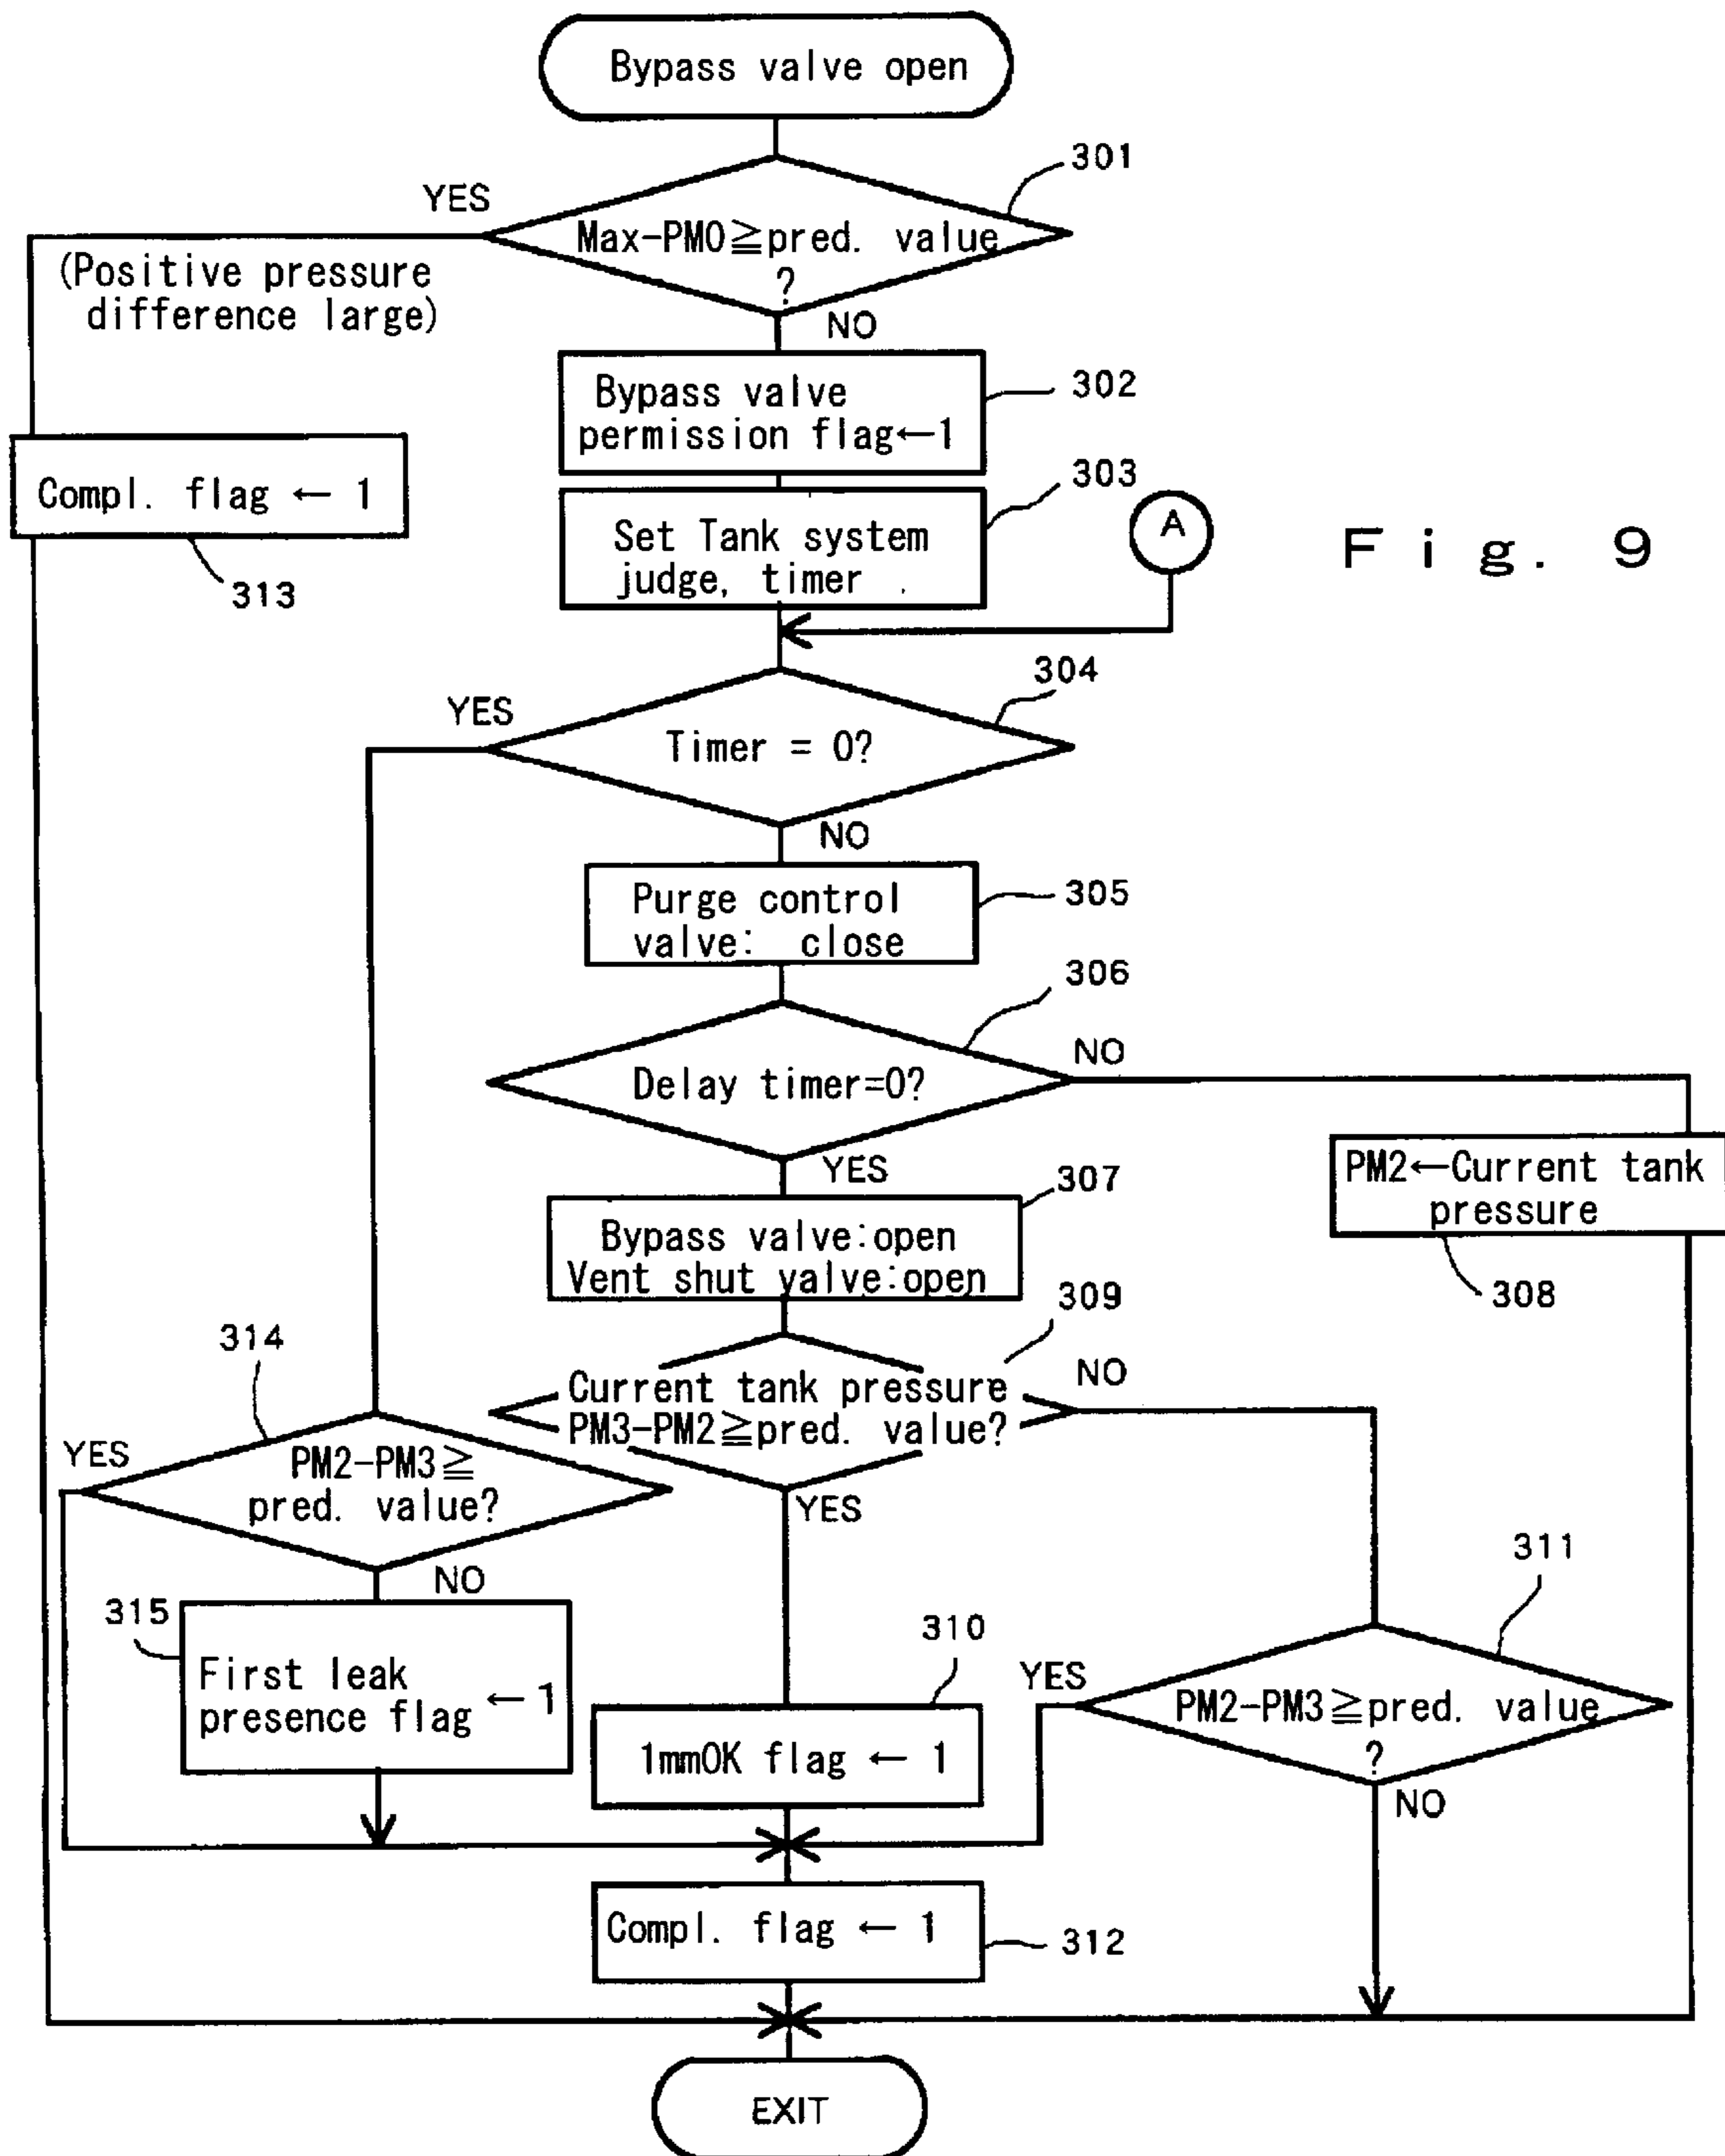 Bypass valve open
301
YES
Max-PM0≧pred. value
?
(Positive pressure
difference large)
NO
302
Bypass valve
permission flag←1
303
Compl. flag ← 1
313
Set Tank system
judge, timer
A
Fig. 9
304
YES
Timer = 0?
NO
305
Purge control
valve: close
306
NO
Delay timer=0?
YES
307
PM2←Current tank
pressure
308
Bypass valve:open
Vent shut valve:open
309
314
Current tank pressure
PM3-PM2≧pred. value?
NO
YES
PM2-PM3≧
pred. value?
YES
311
NO
315
First leak
presence flag ←1
310
YES
PM2-PM3≧pred. value
?
1mmOK flag ← 1
NO
Compl. flag ← 1
312
EXIT